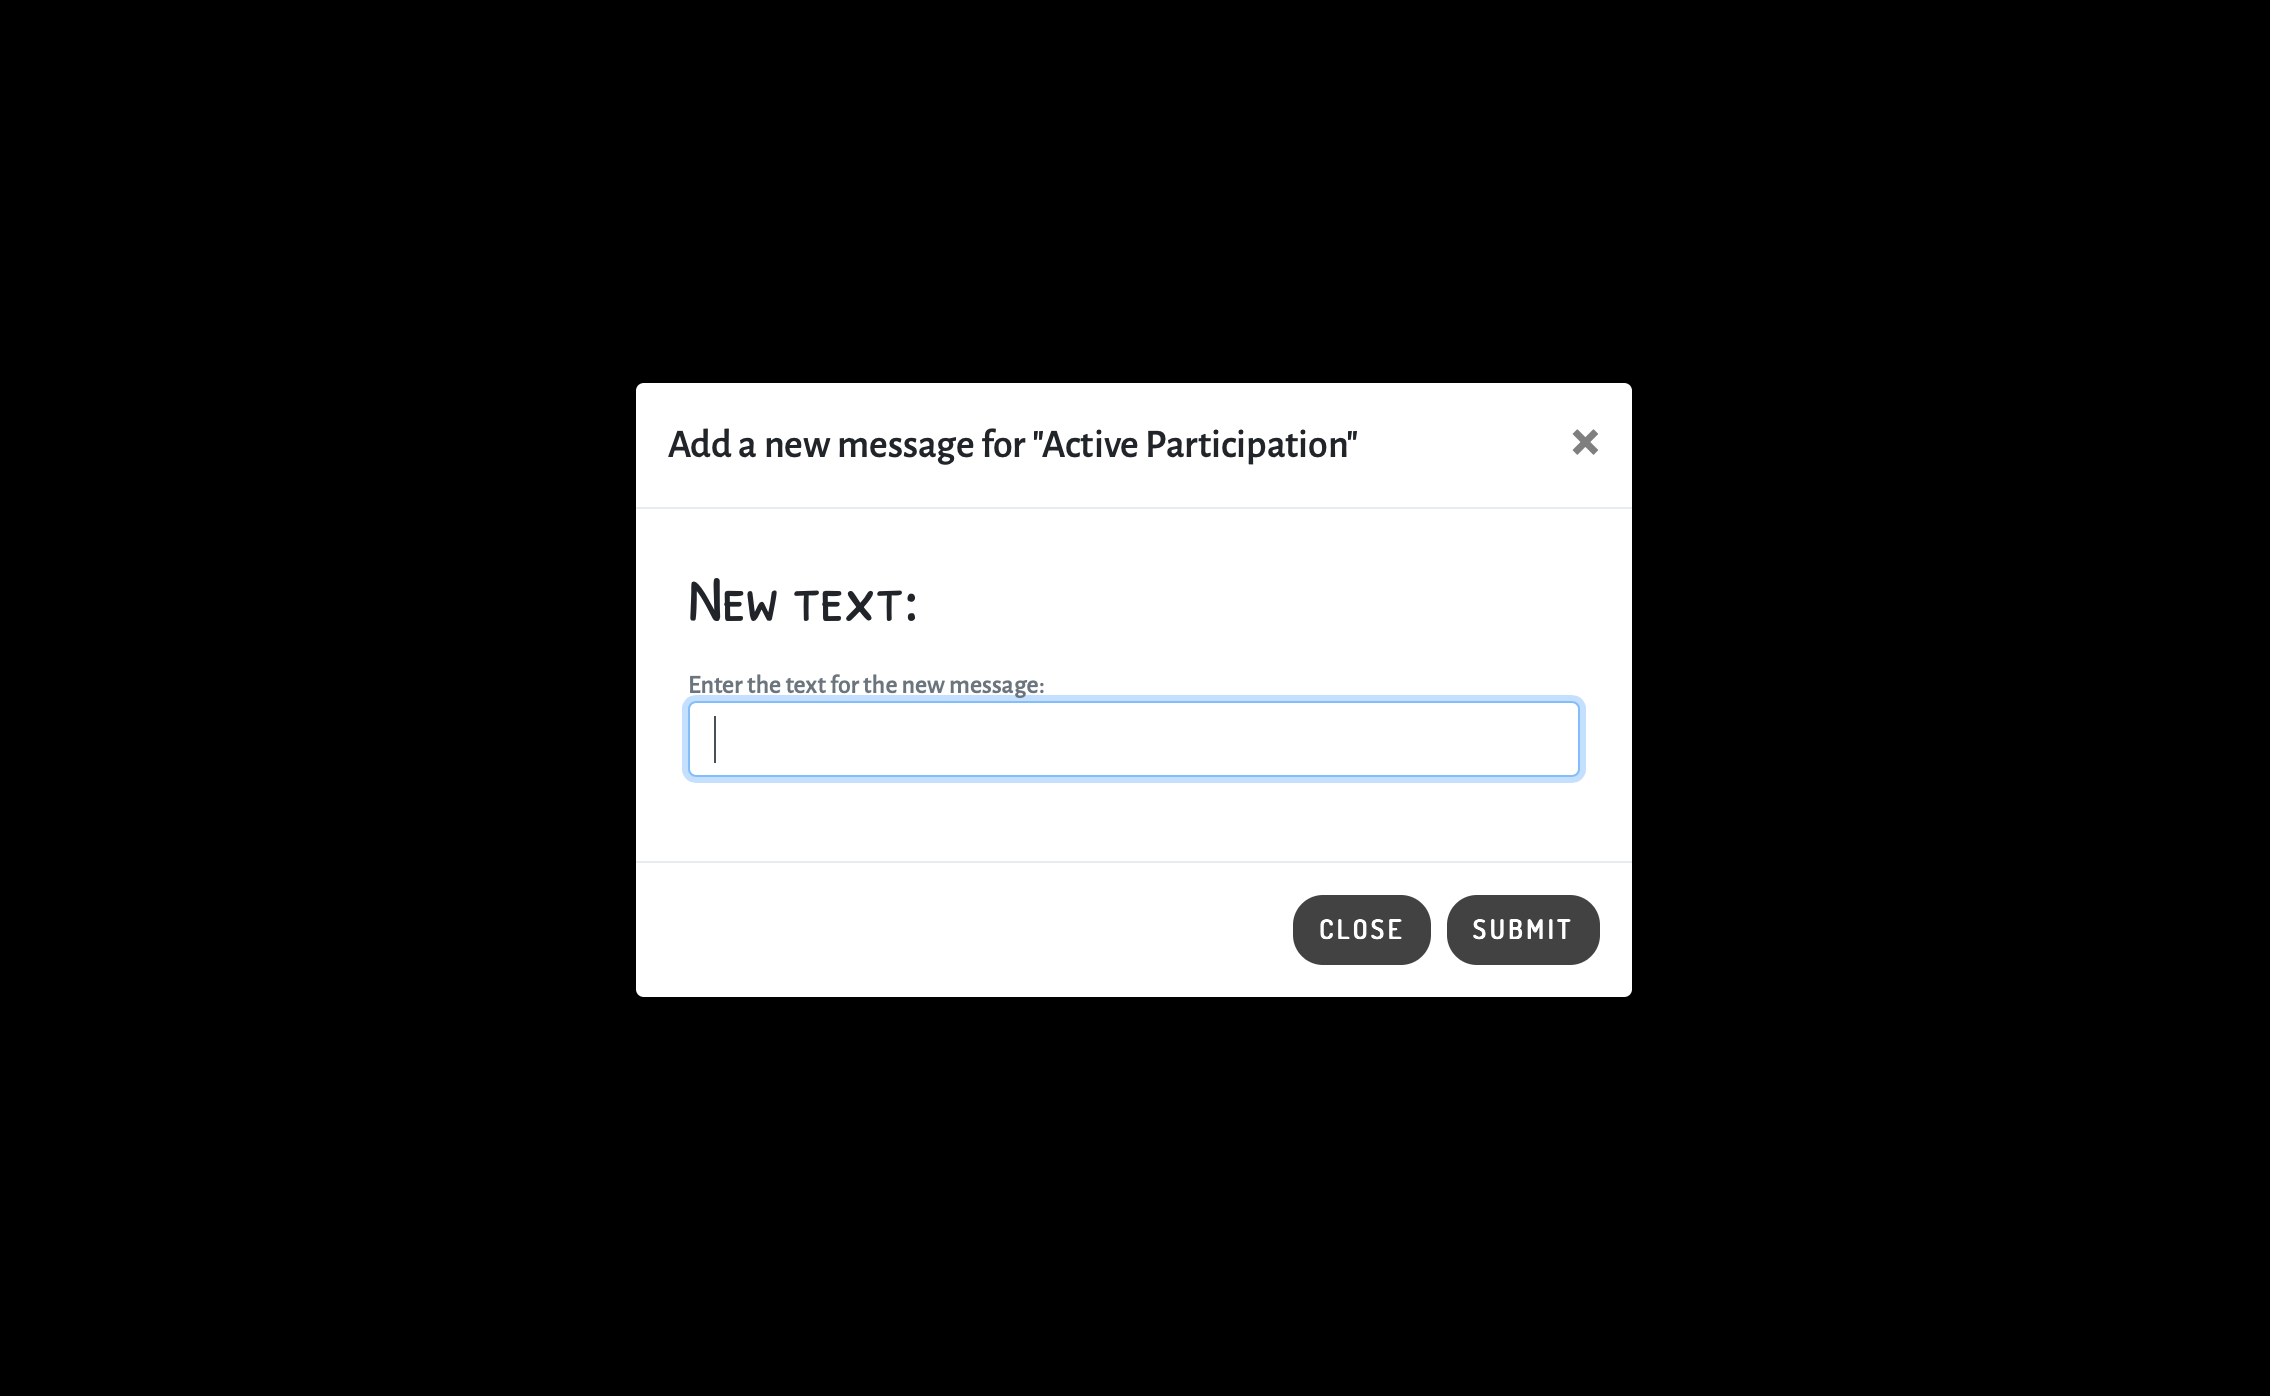 Add a new message for "Active Participation"
New text:
Enter the text for the new message:
CLOSE SUBMIT